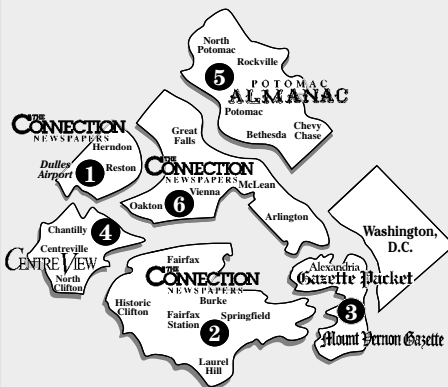 North
Potomac
Rockville
5
POTOMAC
ALMANAC
Potomac
Bethesda
Chevy
Chase
THE
CONNECTION
NEWSPAPERS
Herndon
Dulles
Airport
1
Reston
Great
Falls
THE
CONNECTION
NEWSPAPERS
Vienna
McLean
Oakton
6
Arlington
Washington,
D.C.
Chantilly
4
Centreville
CENTRE VIEW
North
Clifton
Fairfax
THE
CONNECTION
NEWSPAPERS
Burke
Historic
Clifton
Fairfax
Station
Springfield
2
Laurel
Hill
Alexandria
Gazette Packet
3
Mount Vernon Gazette